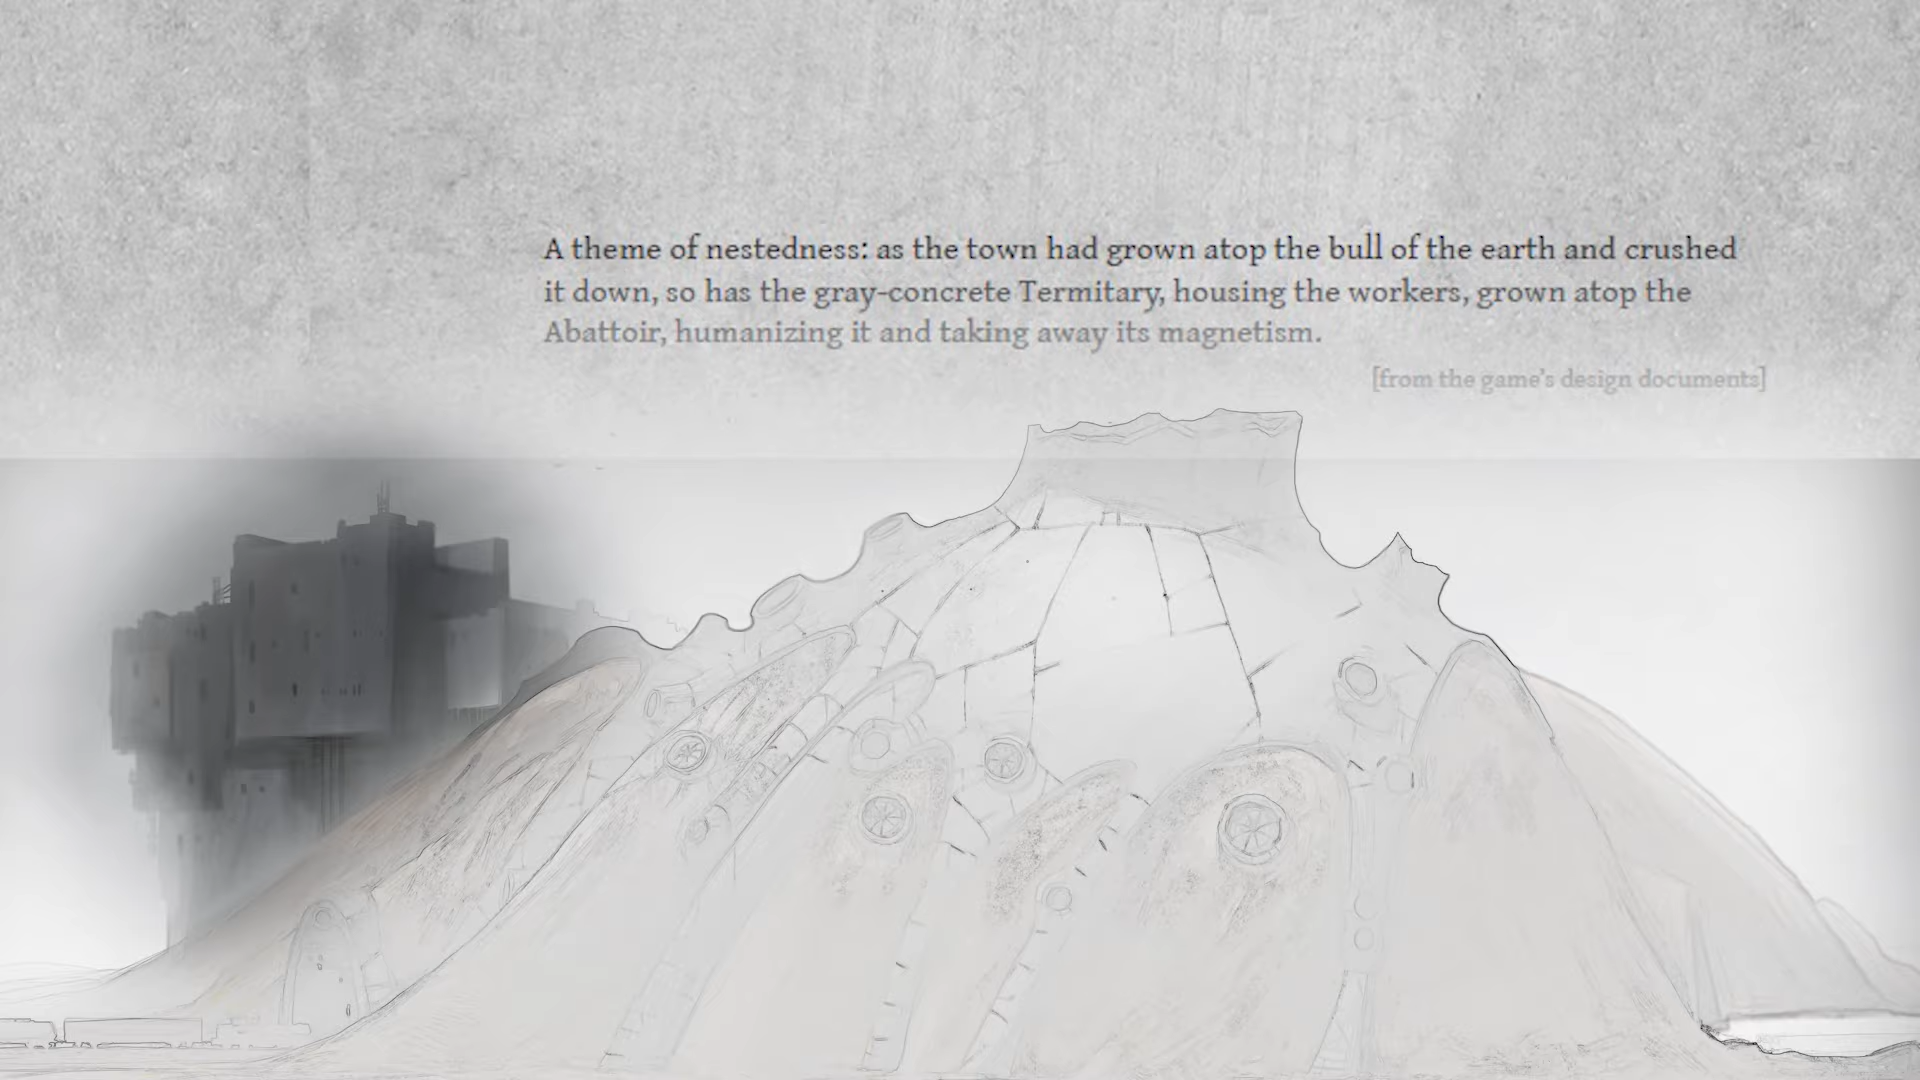 A theme of nestedness: as the town had grown atop the bull of the earth and crushed
it down, so has the gray-concrete Termitary, housing the workers, grown atop the
Abattoir, humanizing it and taking away its magnetism.
[from the game's design documents]